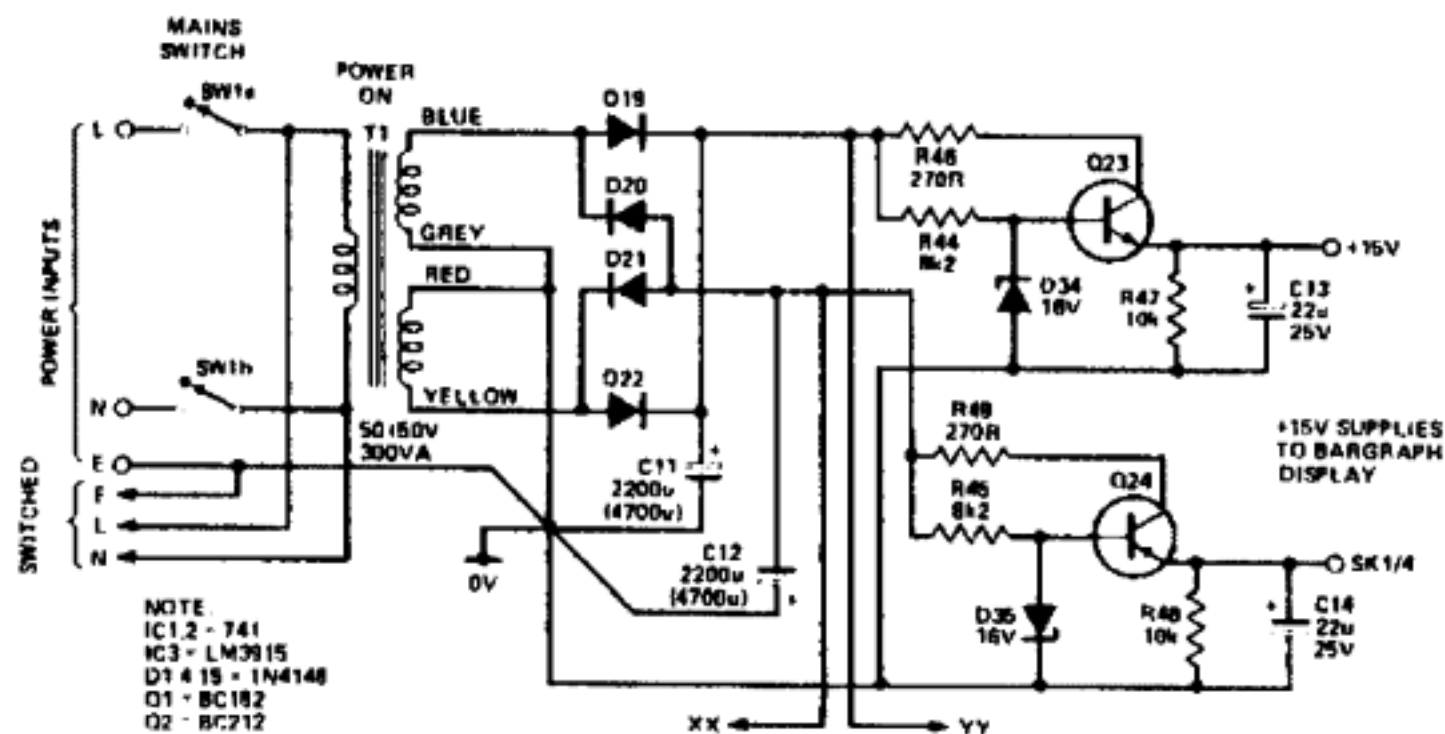 MAINS
SWITCH
SW1a
POWER
ON
T1
BLUE
D19
D20
GREY
D21
RED
D22
YELLOW
50+50V
300VA
L
POWER INPUTS
SW1b
N
E
SWITCHED
E
L
N
C11
2200u
(4700u)
C12
2200u
(4700u)
0V
R46
270R
R44
8k2
Q23
D34
16V
R47
10k
C13
22u
25V
+15V
+15V SUPPLIES
TO BARGRAPH
DISPLAY
R49
270R
R45
8k2
Q24
D35
16V
R48
10k
C14
22u
25V
SK1/4
XX
YY
NOTE
IC1,2 = 741
IC3 = LM3915
= 1N4148
Q1 = BC182
Q2 = BC212